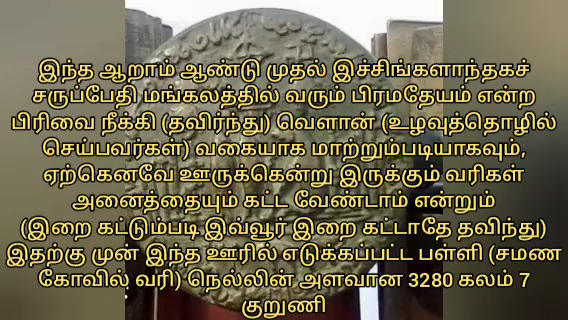 இந்த ஆறாம் ஆண்டு முதல் இச்சிங்களாந்தகச்
சருப்பேதி மங்கலத்தில் வரும் பிரமதேயம் என்ற
பிரிவை நீக்கி (தவிர்ந்து) வெளான் (உழவுத்தொழில்
செய்பவர்கள்) வகையாக மாற்றும்படியாகவும்,
ஏற்கெனவே ஊருக்கென்று இருக்கும் வரிகள்
அனைத்தையும் கட்ட வேண்டாம் என்றும்
(இறை கட்டும்படி இவ்வூர் இறை கட்டாதே தவிந்து)
இதற்கு முன் இந்த ஊரில் எடுக்கப்பட்ட பள்ளி (சமண
கோவில் வரி) நெல்லின் அளவான 3280 கலம் 7
குறுணி